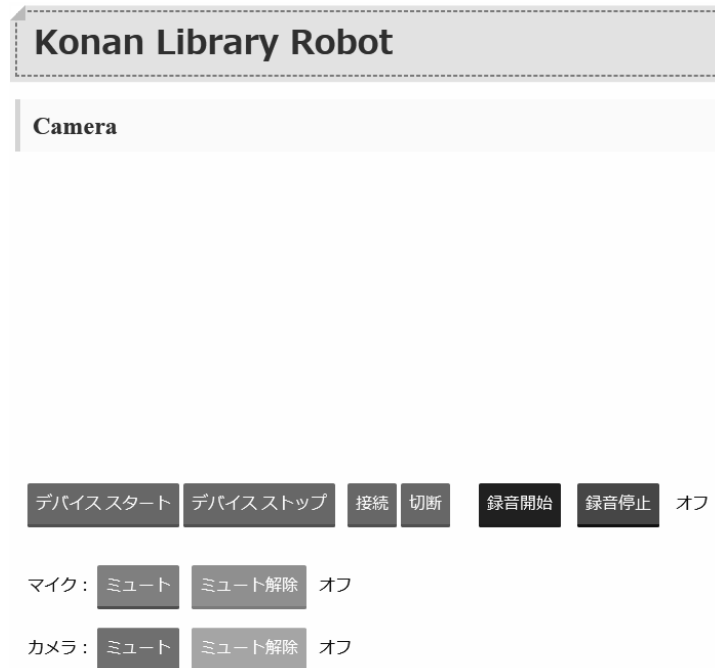 Konan Library Robot
Camera
デバイススタート デバイスストップ 接続 切断 録音開始 録音停止 オフ
マイク: ミュート ミュート解除 オフ
カメラ: ミュート ミュート解除 オフ